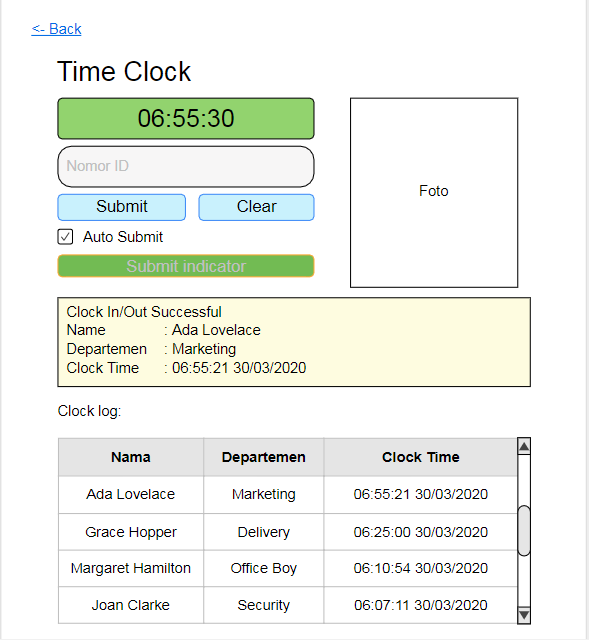 <- Back
Time Clock
06:55:30
Nomor ID
Foto
Submit Clear
Auto Submit
Submit indicator
Clock In/Out Successful
Name : Ada Lovelace
Departemen : Marketing
Clock Time : 06:55:21 30/03/2020
Clock log:
Nama Departemen Clock Time
Ada Lovelace Marketing 06:55:21 30/03/2020
Grace Hopper Delivery 06:25:00 30/03/2020
Margaret Hamilton Office Boy 06:10:54 30/03/2020
Joan Clarke Security 06:07:11 30/03/2020